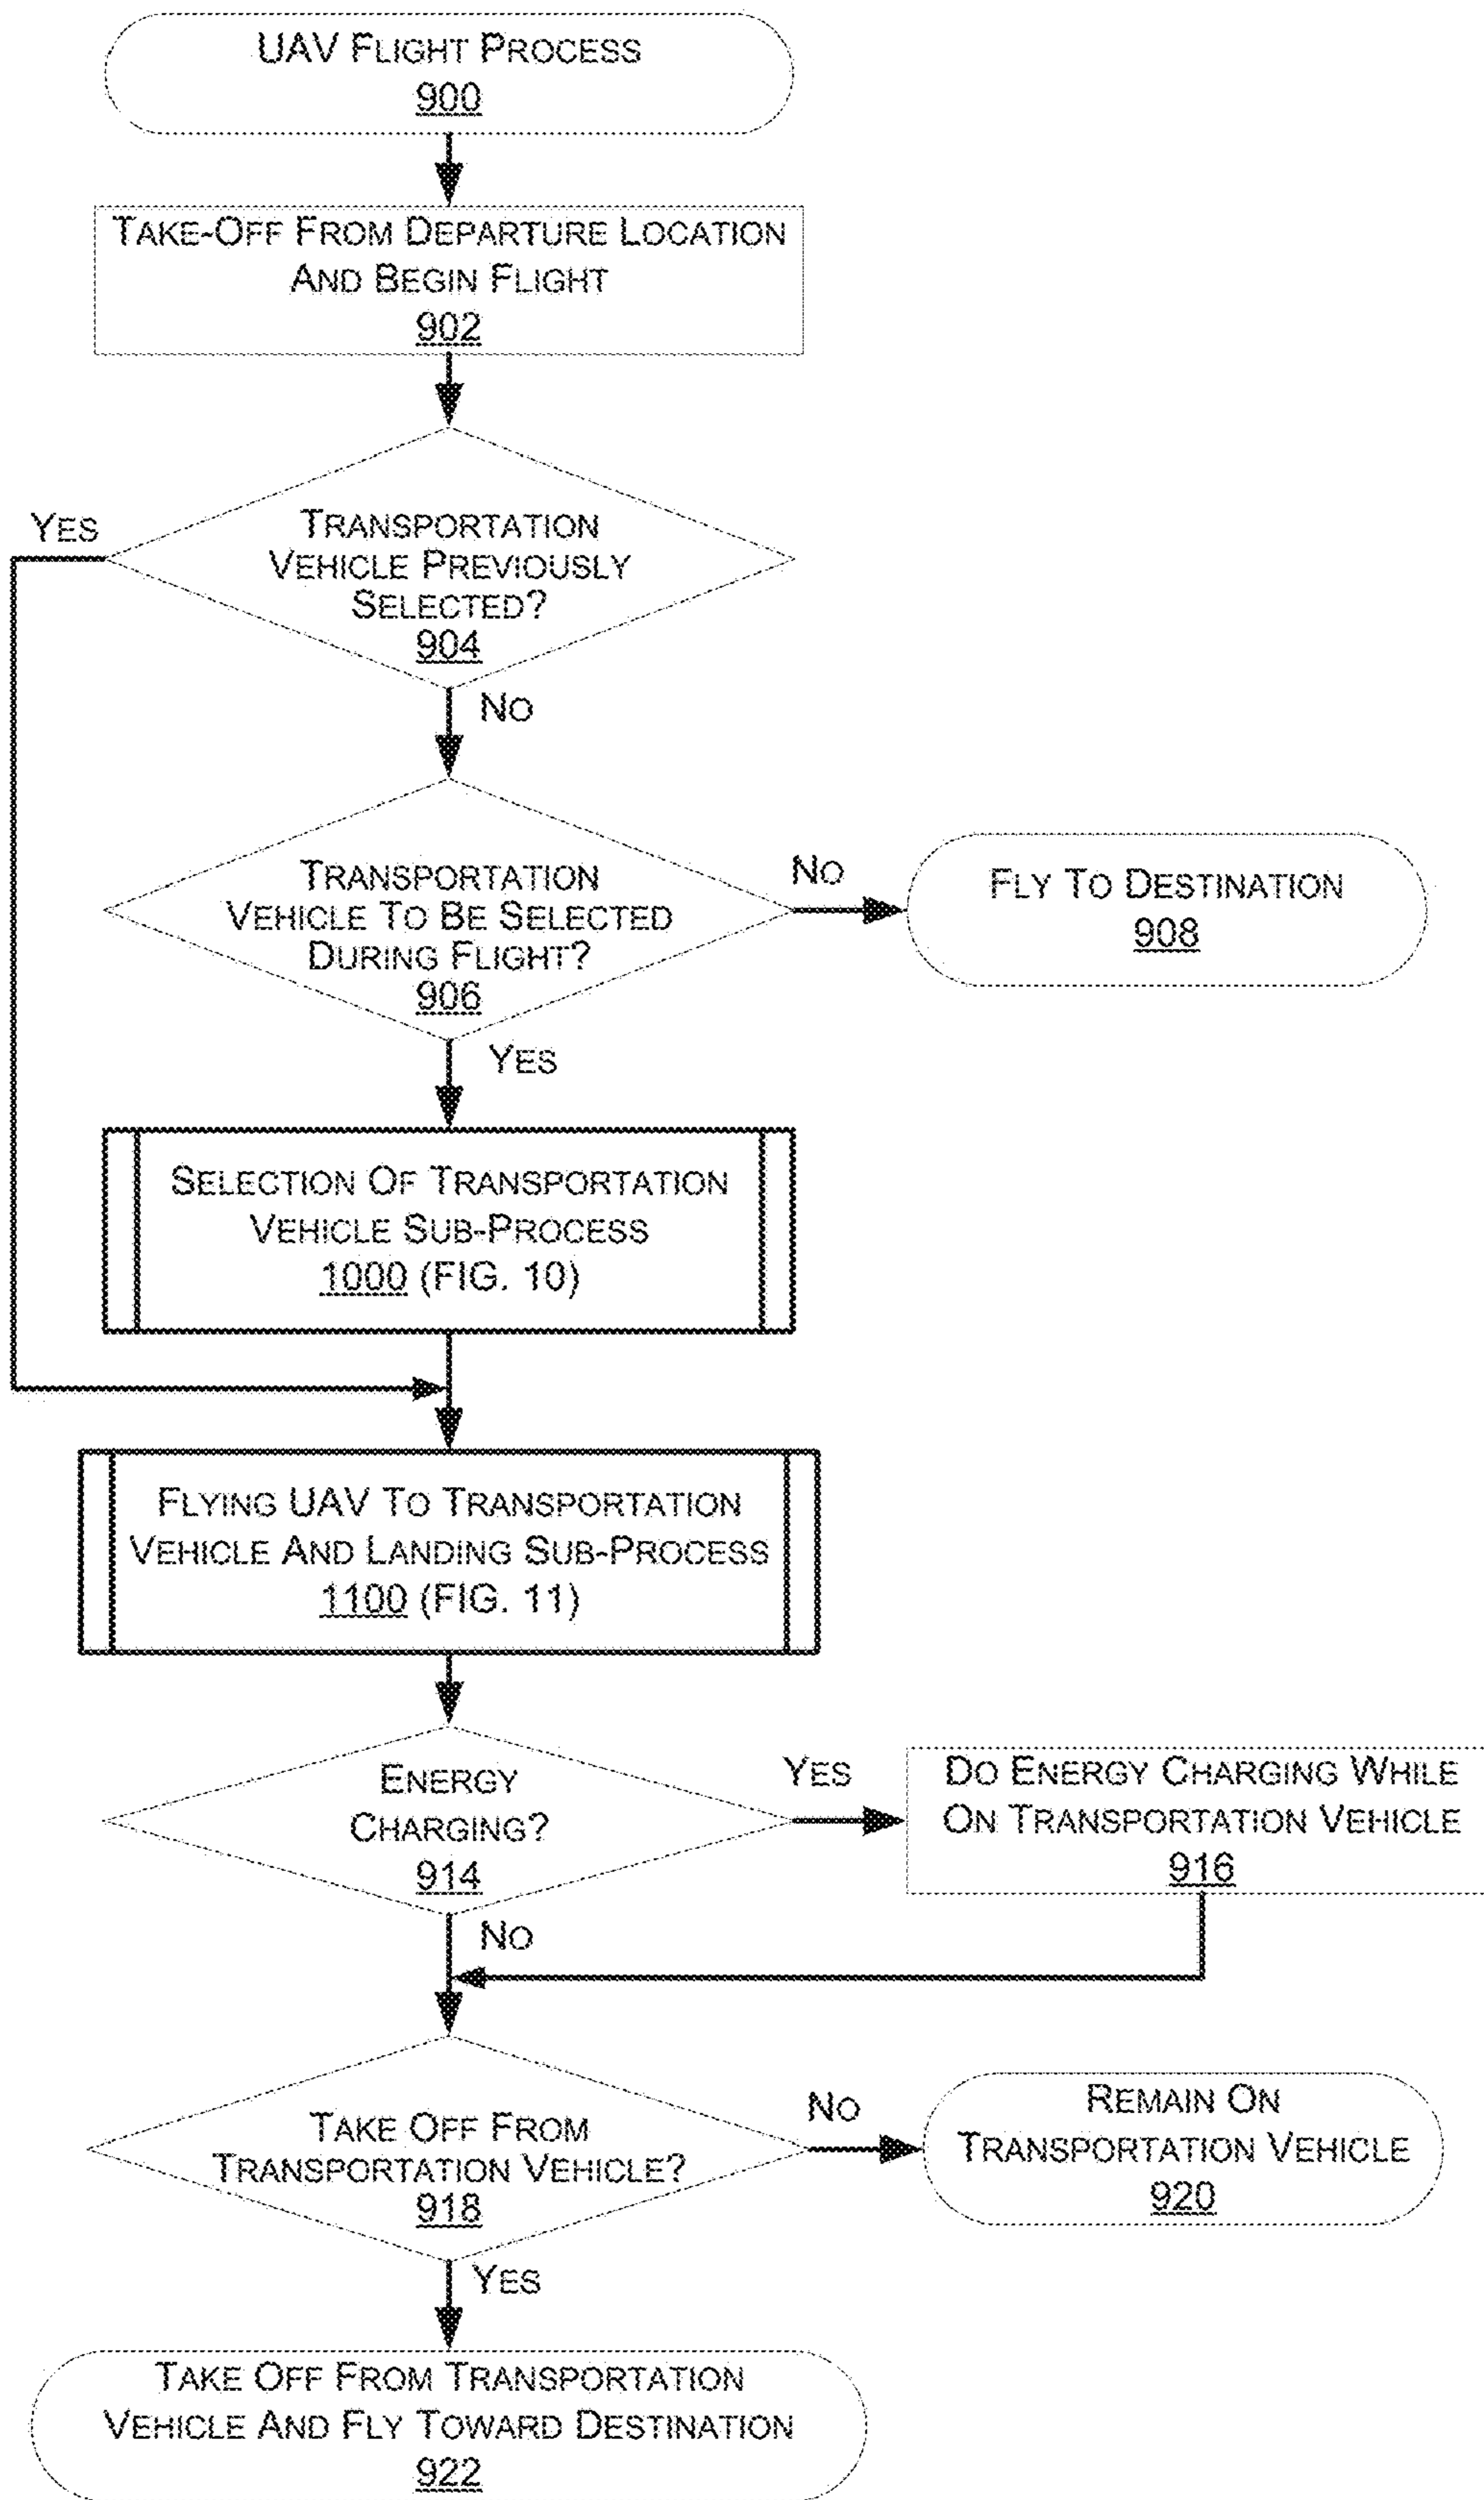 UAV FLIGHT PROCESS
900
TAKE-OFF FROM DEPARTURE LOCATION
AND BEGIN FLIGHT
902
YES
TRANSPORTATION
VEHICLE PREVIOUSLY
SELECTED?
904
NO
TRANSPORTATION
VEHICLE TO BE SELECTED
DURING FLIGHT?
906
NO
FLY TO DESTINATION
908
YES
SELECTION OF TRANSPORTATION
VEHICLE SUB-PROCESS
1000 (FIG. 10)
FLYING UAV TO TRANSPORTATION
VEHICLE AND LANDING SUB-PROCESS
1100 (FIG. 11)
ENERGY
CHARGING?
914
YES
DO ENERGY CHARGING WHILE
ON TRANSPORTATION VEHICLE
916
NO
TAKE OFF FROM
TRANSPORTATION VEHICLE?
918
NO
REMAIN ON
TRANSPORTATION VEHICLE
920
YES
TAKE OFF FROM TRANSPORTATION
VEHICLE AND FLY TOWARD DESTINATION
922